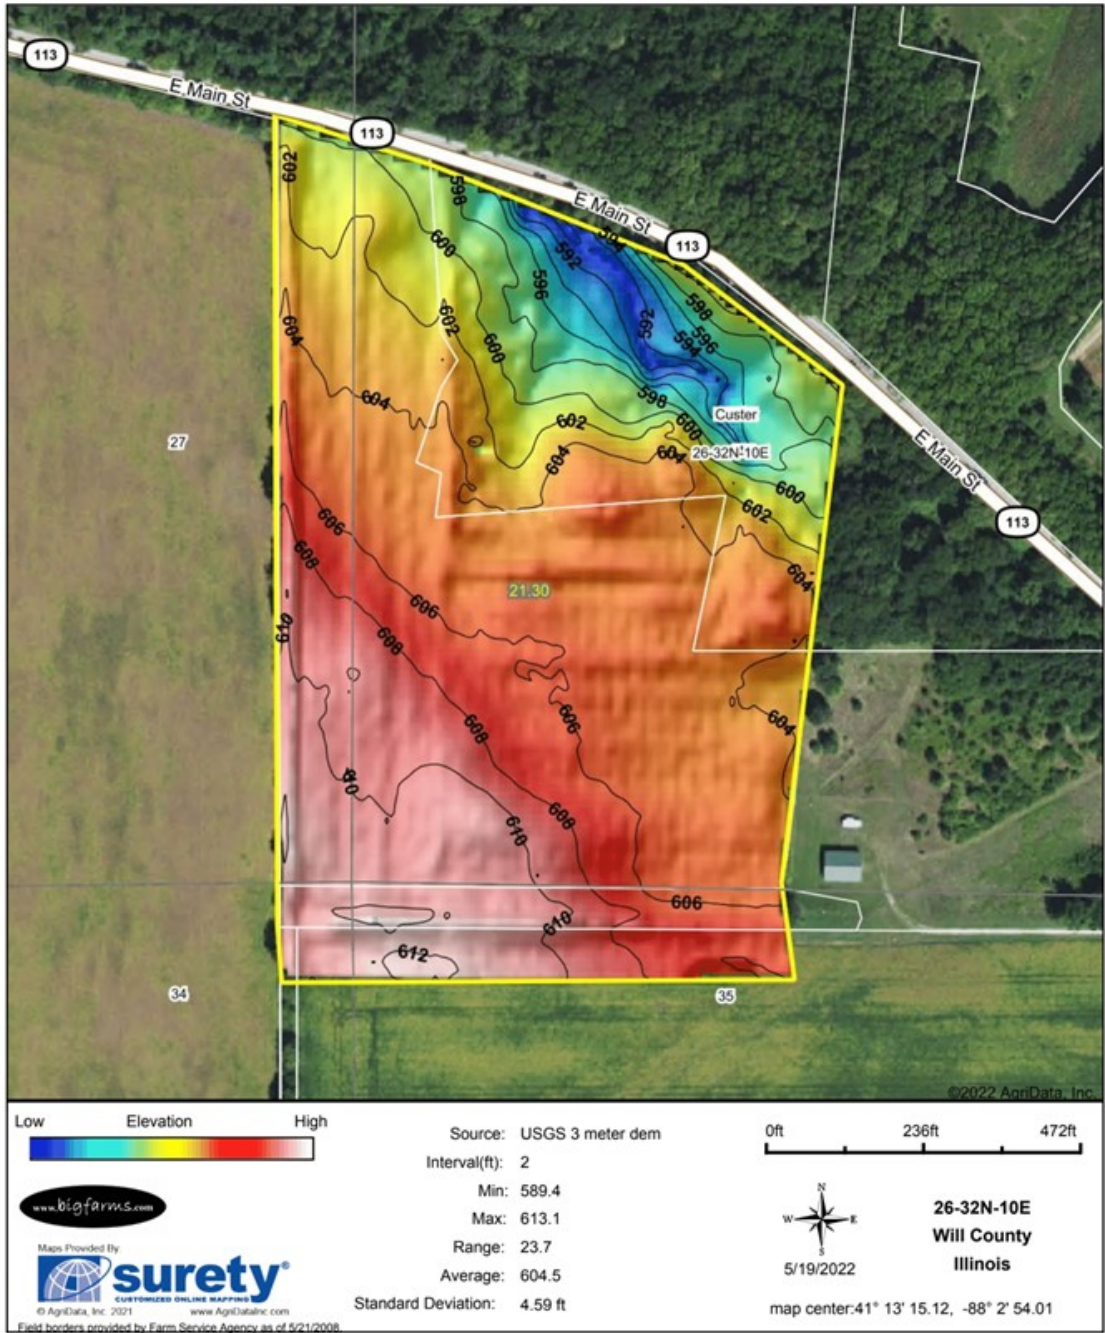 113
E Main St
113
E Main St
113
E Main St
113
602
598
600
592
596
592
598
596
594
602
600
598
600
604
604
602
604
604
Custer
26-32N-10E
600
602
604
27
606
608
606
608
21.30
610
604
606
608
610
610
608
606
610
612
34
35
©2022 AgriData, Inc.
Low Elevation High
www.bigfarms.com
Maps Provided By
surety®
CUSTOMIZED ONLINE MAPPING
© AgriData, Inc. 2021 www.AgriDataInc.com
Field borders provided by Farm Service Agency as of 5/21/2008.
Source: USGS 3 meter dem
Interval(ft): 2
Min: 589.4
Max: 613.1
Range: 23.7
Average: 604.5
Standard Deviation: 4.59 ft
0ft 236ft 472ft
N
W E
S
5/19/2022
26-32N-10E
Will County
Illinois
map center:41° 13' 15.12, -88° 2' 54.01